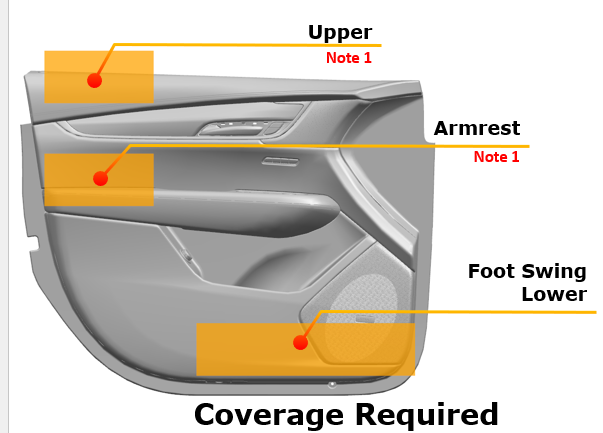 Upper
Note 1
Armrest
Note 1
Foot Swing
Lower
Coverage Required